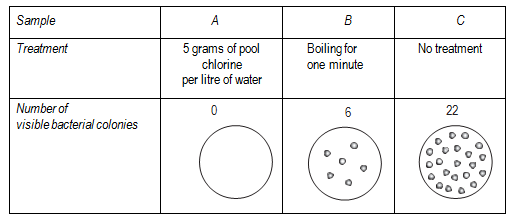 Sample A B C
Treatment 5 grams of pool Boiling for No treatment
chlorine one minute
per litre of water
Number of 0 6 22
visible bacterial colonies